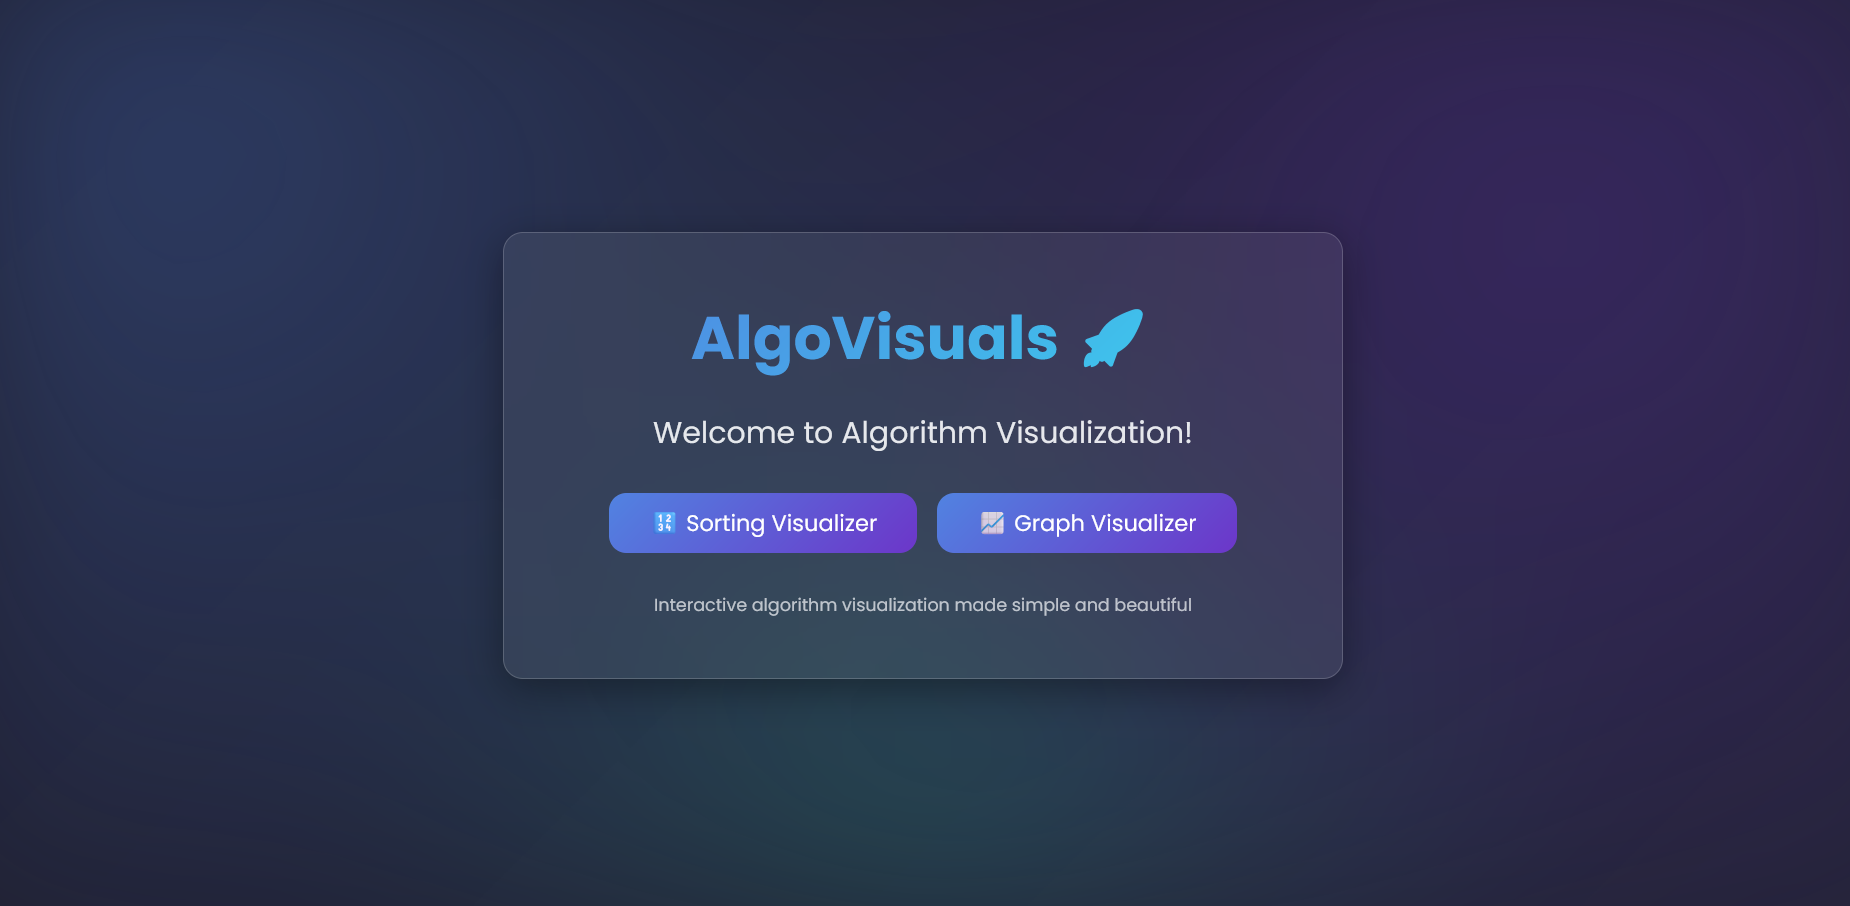 AlgoVisuals 🚀
Welcome to Algorithm Visualization!
🔢 Sorting Visualizer
📈 Graph Visualizer
Interactive algorithm visualization made simple and beautiful